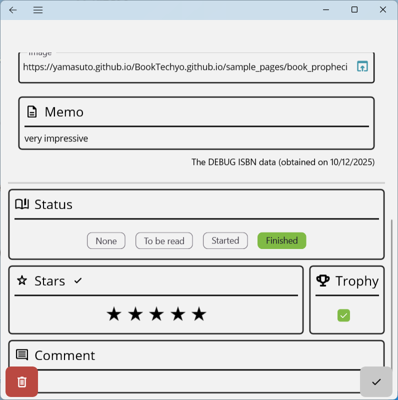 Image
https://yamasuto.github.io/BookTechyo.github.io/sample_pages/book_propheci
Memo
very impressive
The DEBUG ISBN data (obtained on 10/12/2025)
Status
None
To be read
Started
Finished
Stars
Trophy
Comment